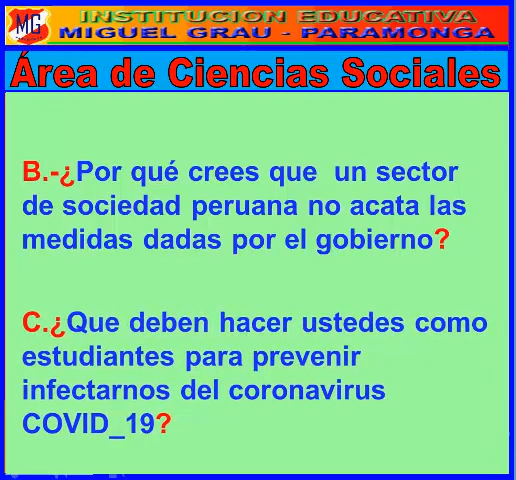 MG
INSTITUCION EDUCATIVA
MIGUEL GRAU - PARAMONGA
Área de Ciencias Sociales
B.-¿Por qué crees que un sector
de sociedad peruana no acata las
medidas dadas por el gobierno?
C.¿Que deben hacer ustedes como
estudiantes para prevenir
infectarnos del coronavirus
COVID_19?